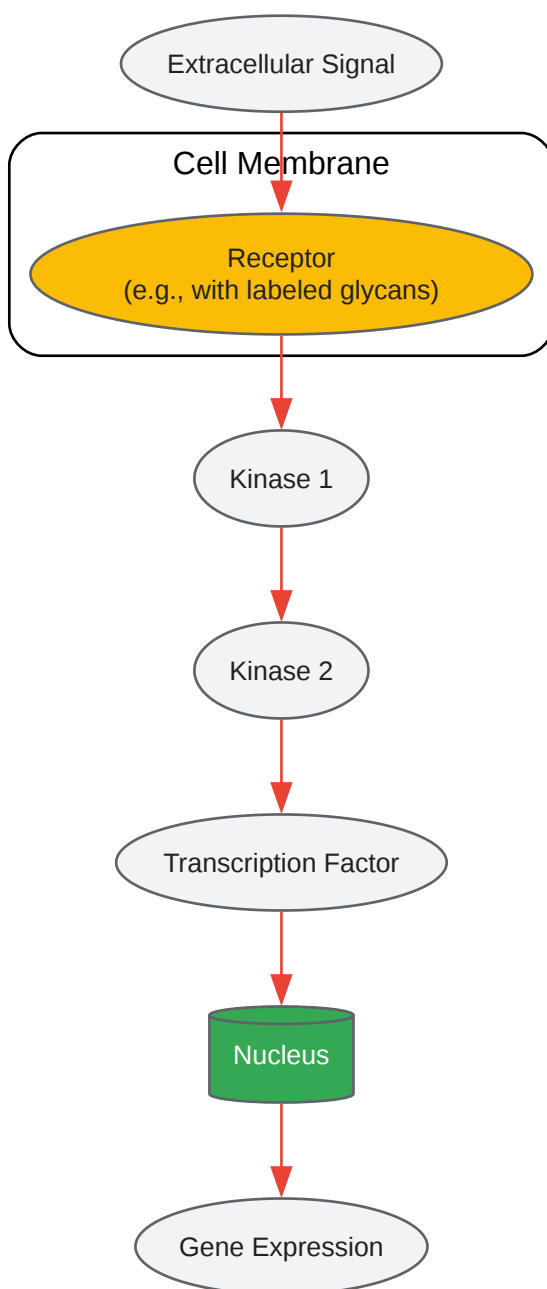 Extracellular Signal
Cell Membrane
Receptor
(e.g., with labeled glycans)
Kinase 1
Kinase 2
Transcription Factor
Nucleus
Gene Expression